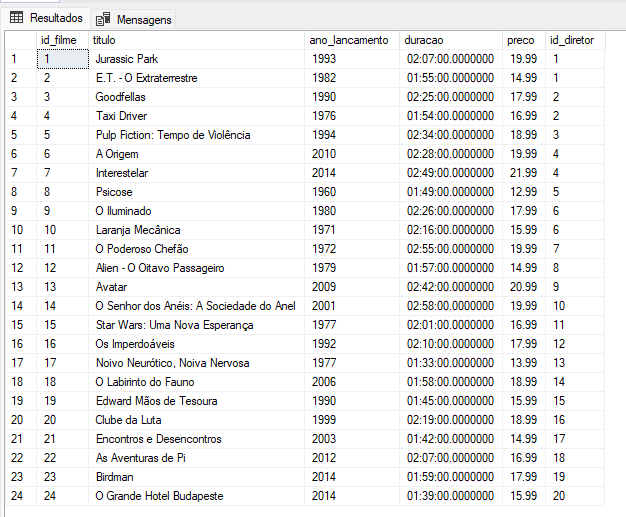 Resultados Mensagens
id_filme titulo ano_lancamento duracao preco id_diretor
1 1 Jurassic Park 1993 02:07:00.0000000 19.99 1
2 2 E.T. - O Extraterrestre 1982 01:55:00.0000000 14.99 1
3 3 Goodfellas 1990 02:25:00.0000000 17.99 2
4 4 Taxi Driver 1976 01:54:00.0000000 16.99 2
5 5 Pulp Fiction: Tempo de Violência 1994 02:34:00.0000000 18.99 3
6 6 A Origem 2010 02:28:00.0000000 19.99 4
7 7 Interestelar 2014 02:49:00.0000000 21.99 4
8 8 Psicose 1960 01:49:00.0000000 12.99 5
9 9 O Iluminado 1980 02:26:00.0000000 17.99 6
10 10 Laranja Mecânica 1971 02:16:00.0000000 15.99 6
11 11 O Poderoso Chefão 1972 02:55:00.0000000 19.99 7
12 12 Alien - O Oitavo Passageiro 1979 01:57:00.0000000 14.99 8
13 13 Avatar 2009 02:42:00.0000000 20.99 9
14 14 O Senhor dos Anéis: A Sociedade do Anel 2001 02:58:00.0000000 19.99 10
15 15 Star Wars: Uma Nova Esperança 1977 02:01:00.0000000 16.99 11
16 16 Os Imperdoáveis 1992 02:10:00.0000000 17.99 12
17 17 Noivo Neurótico, Noiva Nervosa 1977 01:33:00.0000000 13.99 13
18 18 O Labirinto do Fauno 2006 01:58:00.0000000 18.99 14
19 19 Edward Mãos de Tesoura 1990 01:45:00.0000000 15.99 15
20 20 Clube da Luta 1999 02:19:00.0000000 18.99 16
21 21 Encontros e Desencontros 2003 01:42:00.0000000 14.99 17
22 22 As Aventuras de Pi 2012 02:07:00.0000000 16.99 18
23 23 Birdman 2014 01:59:00.0000000 17.99 19
24 24 O Grande Hotel Budapeste 2014 01:39:00.0000000 15.99 20